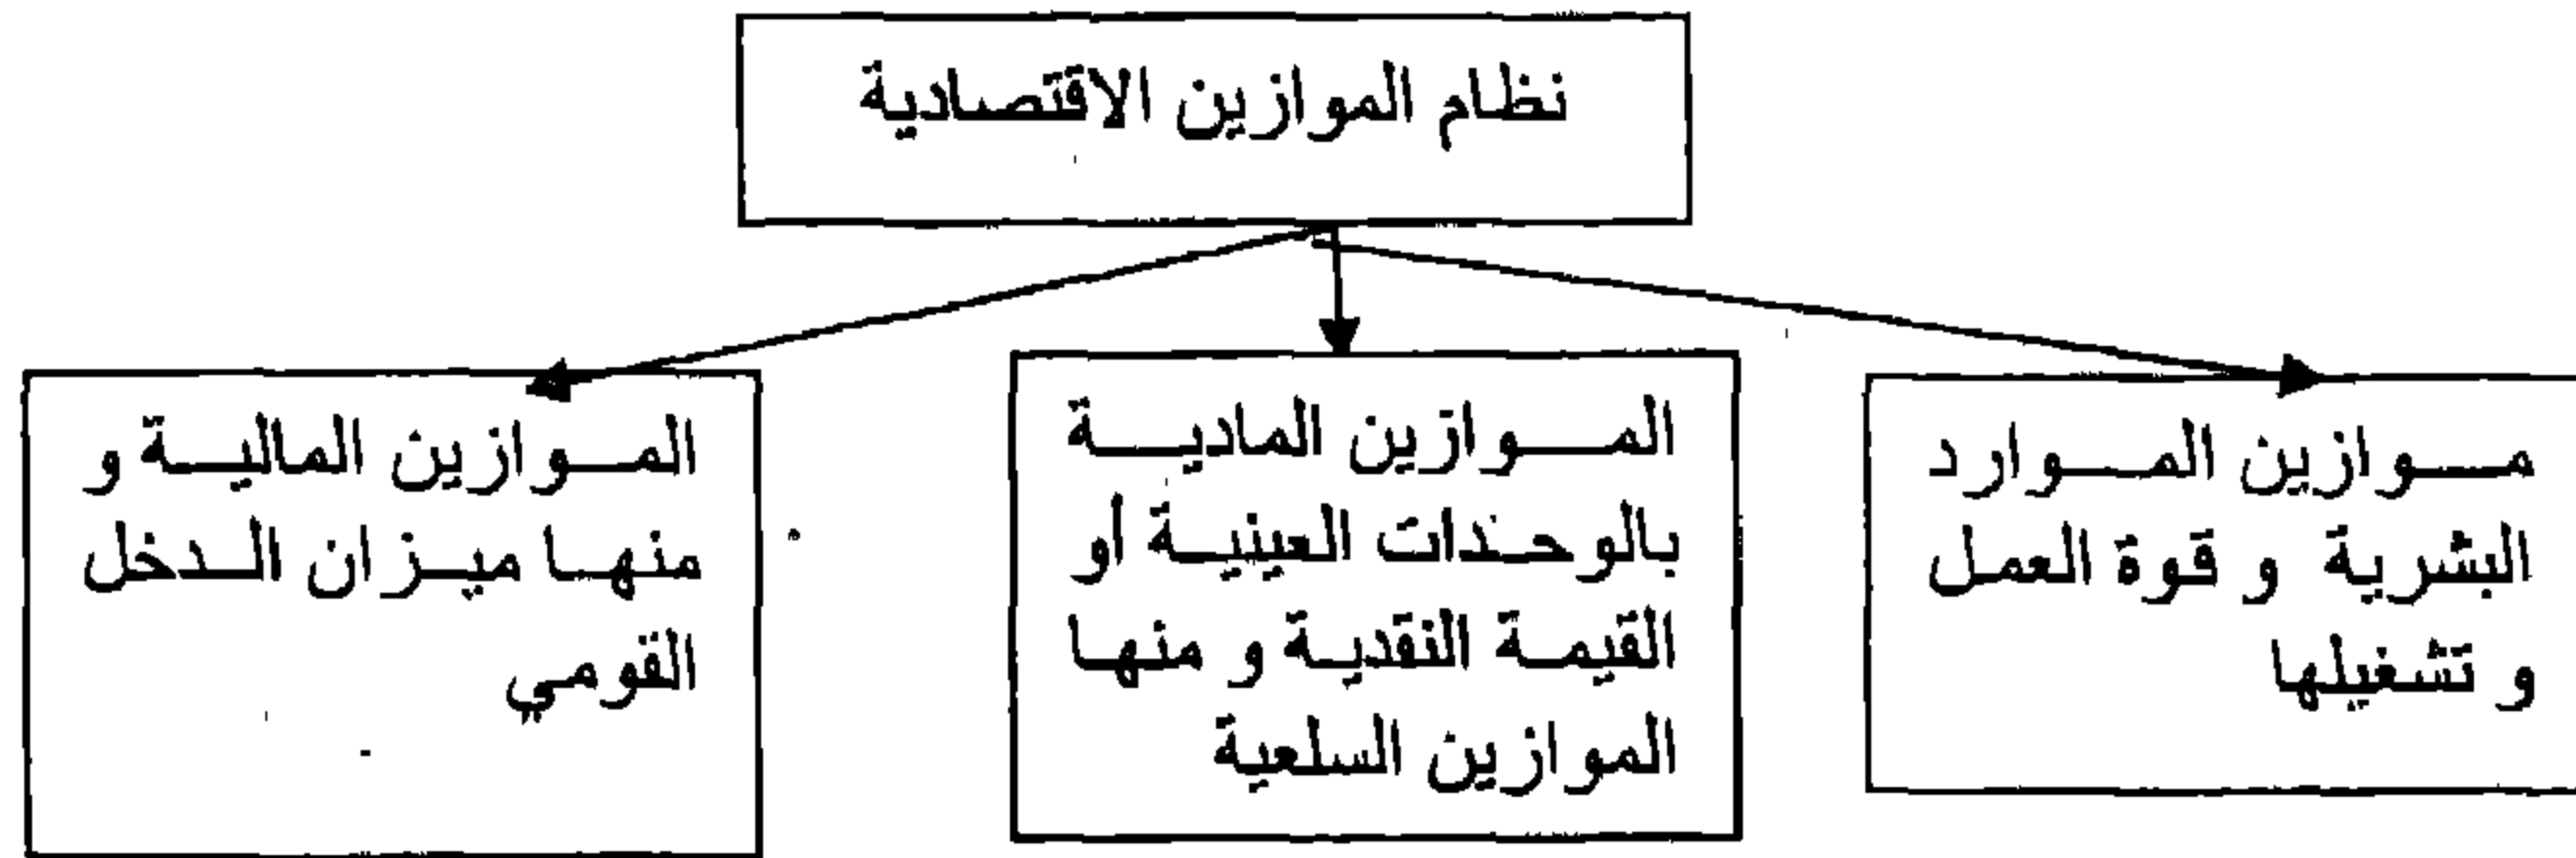 نظام الموازين الاقتصادية
موازين الموارد
البشرية و قوة العمل
و تشغيلها
الموازين المادية
بالوحدات العينية أو
القيمة النقدية و منها
الموازين السلعية
الموازين المالية و
منها ميزان الدخل
القومي